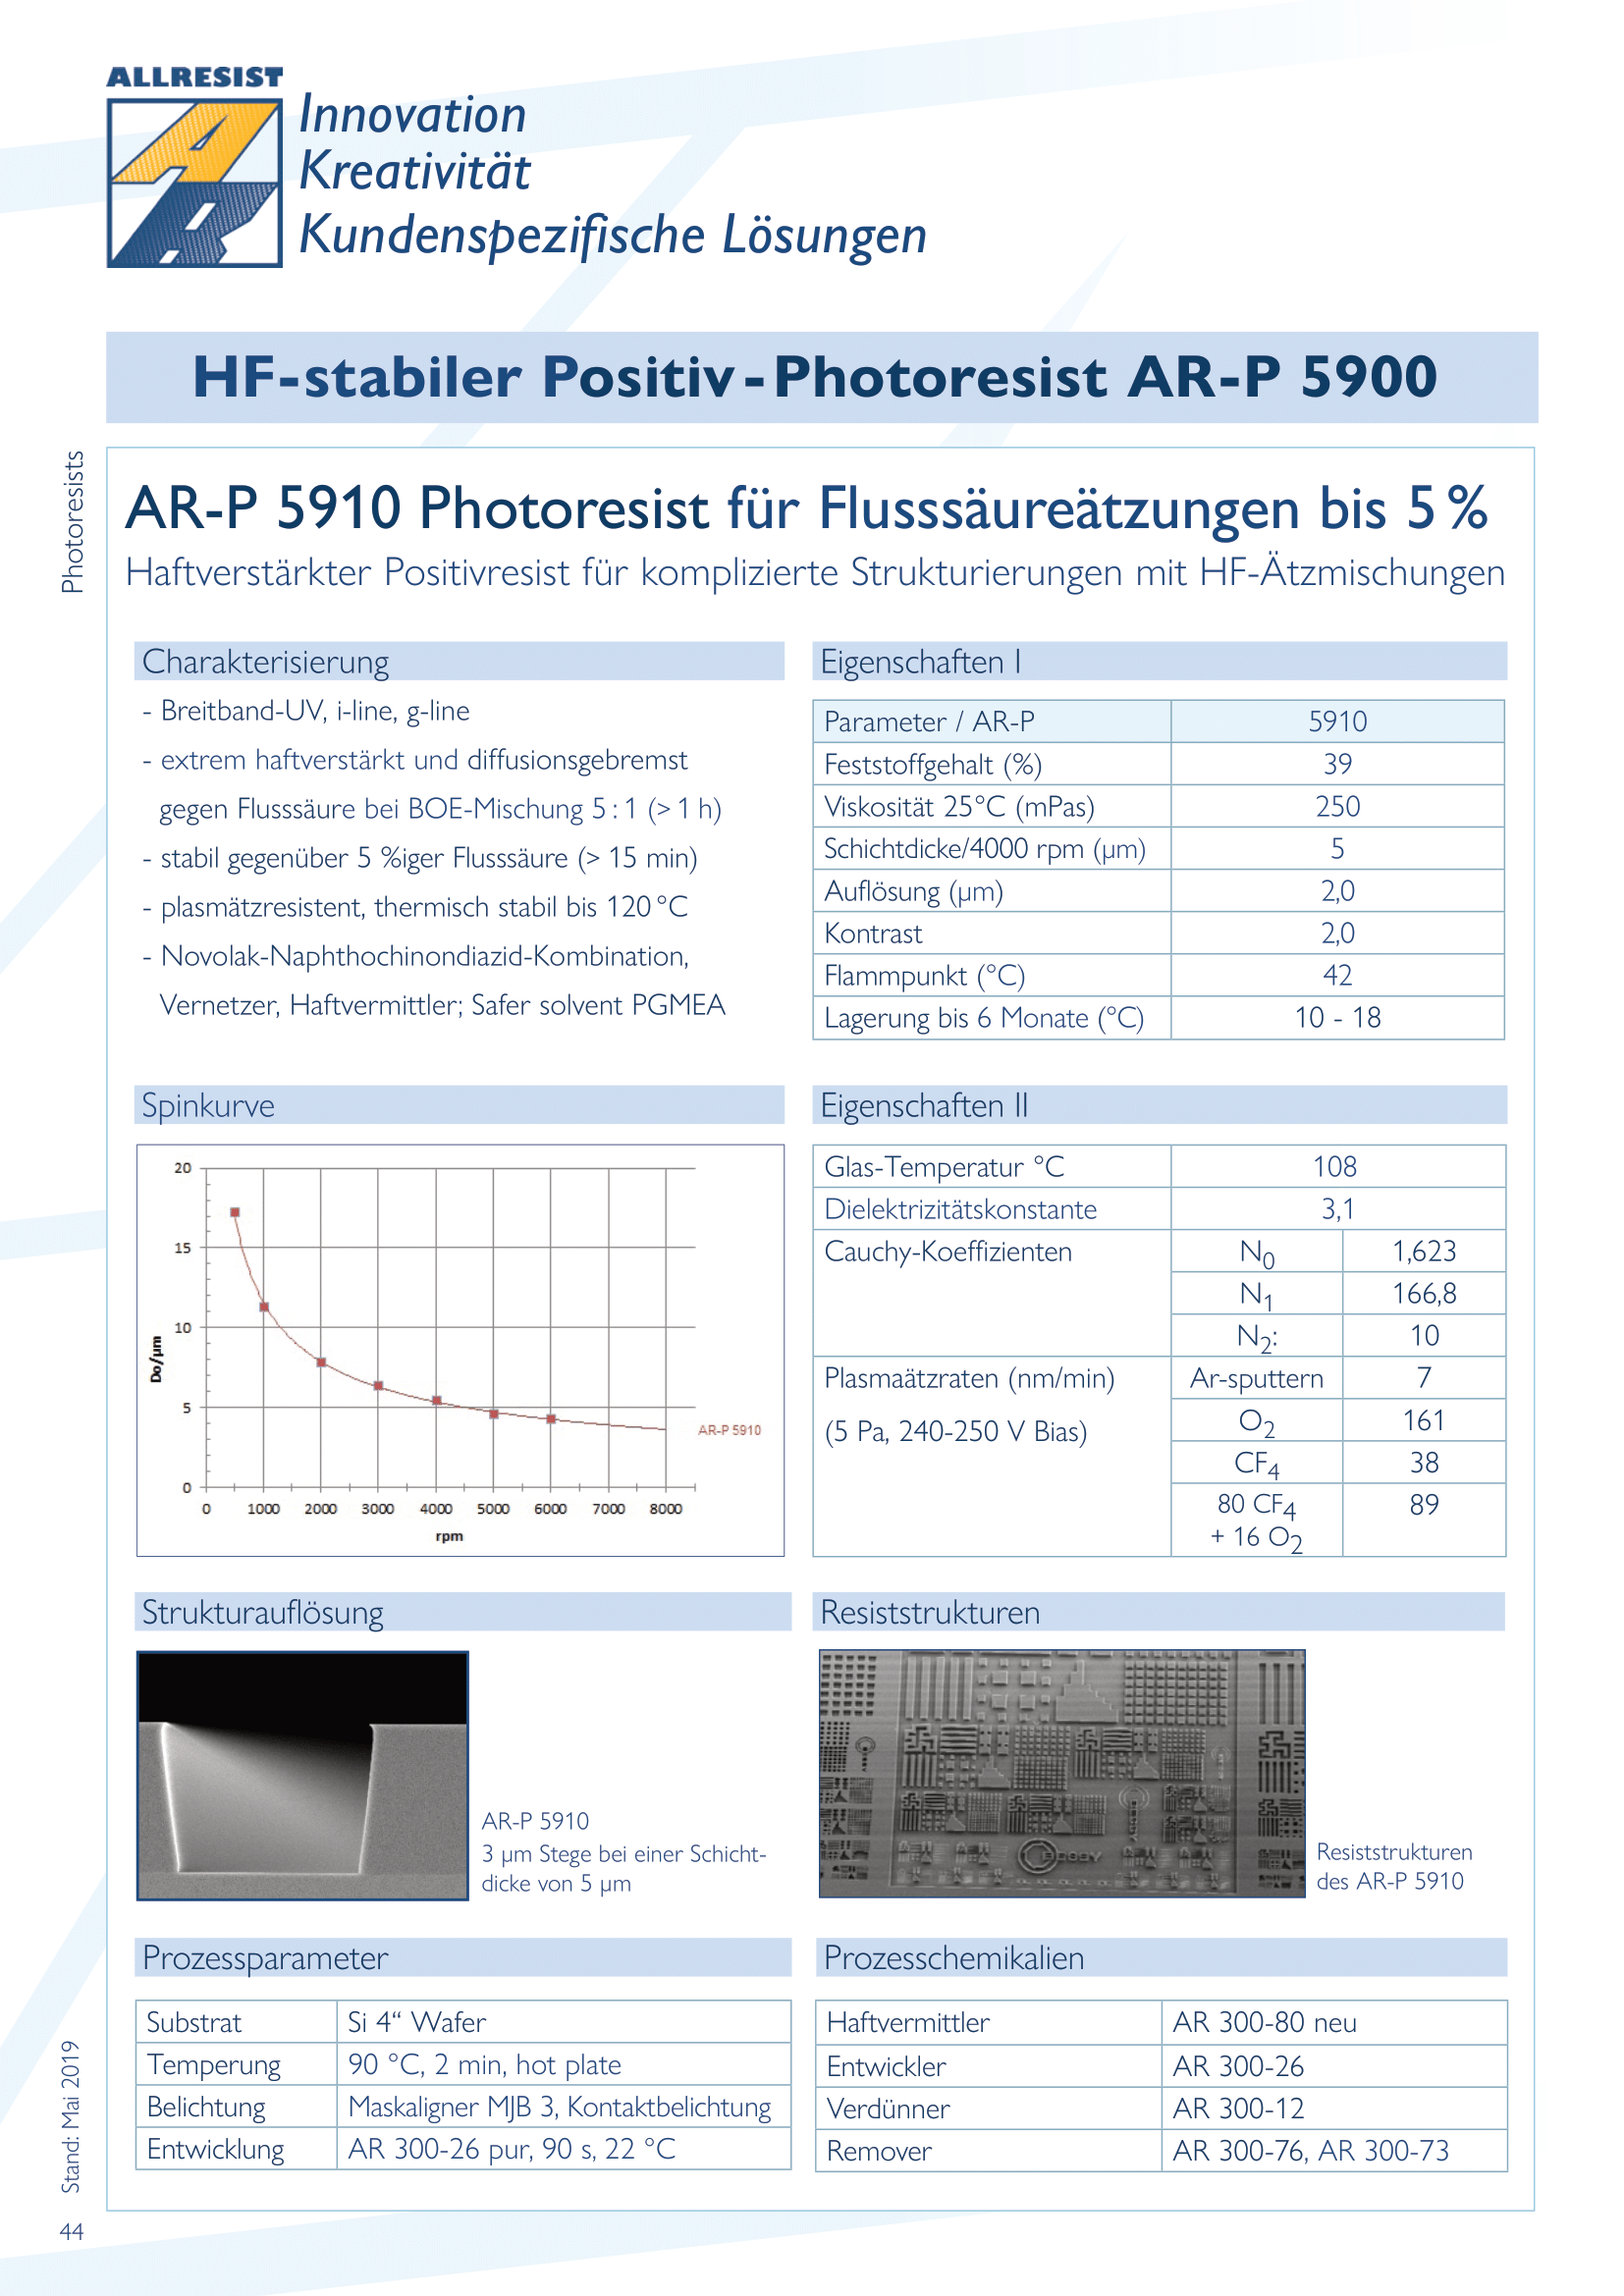 ALLRESIST
Innovation
Kreativität
Kundenspezifische Lösungen
HF-stabiler Positiv-Photoresist AR-P 5900
Photoresists
AR-P 5910 Photoresist für Flusssäureätzungen bis 5 %
Haftverstärkter Positivresist für komplizierte Strukturierungen mit HF-Ätzmischungen
Charakterisierung
- Breitband-UV, i-line, g-line
- extrem haftverstärkt und diffusionsgebremst
gegen Flusssäure bei BOE-Mischung 5 : 1 (> 1 h)
- stabil gegenüber 5 %iger Flusssäure (> 15 min)
- plasmätzresistent, thermisch stabil bis 120 °C
- Novolak-Naphthochinondiazid-Kombination,
Vernetzer, Haftvermittler; Safer solvent PGMEA
Eigenschaften I
Parameter / AR-P 5910
Feststoffgehalt (%) 39
Viskosität 25°C (mPas) 250
Schichtdicke/4000 rpm (µm) 5
Auflösung (µm) 2,0
Kontrast 2,0
Flammpunkt (°C) 42
Lagerung bis 6 Monate (°C) 10 - 18
Spinkurve
20
15
10
5
0
Do/µm
0 1000 2000 3000 4000 5000 6000 7000 8000
rpm
AR-P 5910
Eigenschaften II
Glas-Temperatur °C 108
Dielektrizitätskonstante 3,1
Cauchy-Koeffizienten N0 1,623
N1 166,8
N2: 10
Plasmaätzraten (nm/min) Ar-sputtern 7
(5 Pa, 240-250 V Bias) O2 161
CF4 38
80 CF4 89
+ 16 O2
Strukturauflösung
AR-P 5910
3 µm Stege bei einer Schicht-
dicke von 5 µm
Resiststrukturen
Resiststrukturen
des AR-P 5910
Prozessparameter
Substrat Si 4“ Wafer
Temperung 90 °C, 2 min, hot plate
Belichtung Maskaligner MJB 3, Kontaktbelichtung
Entwicklung AR 300-26 pur, 90 s, 22 °C
Prozesschemikalien
Haftvermittler AR 300-80 neu
Entwickler AR 300-26
Verdünner AR 300-12
Remover AR 300-76, AR 300-73
Stand: Mai 2019
44